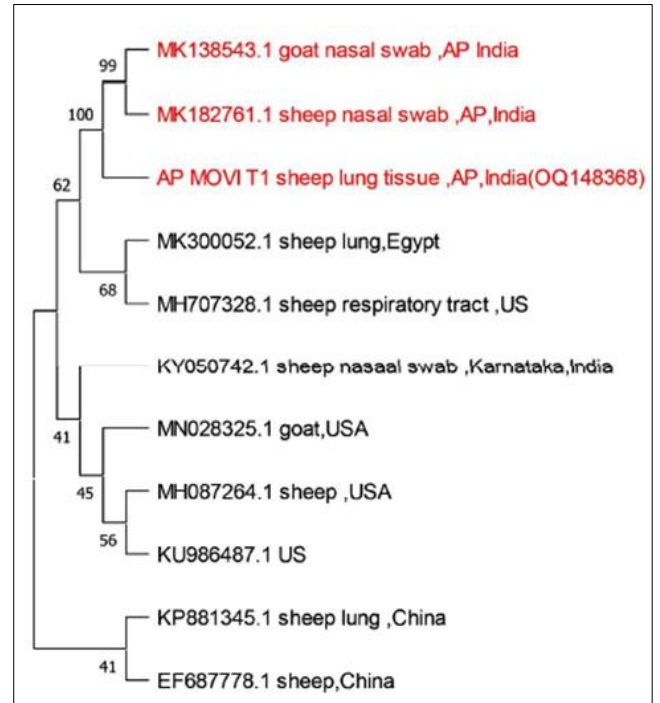 MK138543.1 goat nasal swab ,AP India
99
MK182761.1 sheep nasal swab ,AP,India
100
AP MOVI T1 sheep lung tissue ,AP,India(OQ148368)
62
MK300052.1 sheep lung,Egypt
68
MH707328.1 sheep respiratory tract ,US
KY050742.1 sheep nasaal swab ,Karnataka,India
41
MN028325.1 goat,USA
45
MH087264.1 sheep ,USA
56
KU986487.1 US
KP881345.1 sheep lung ,China
41
EF687778.1 sheep,China